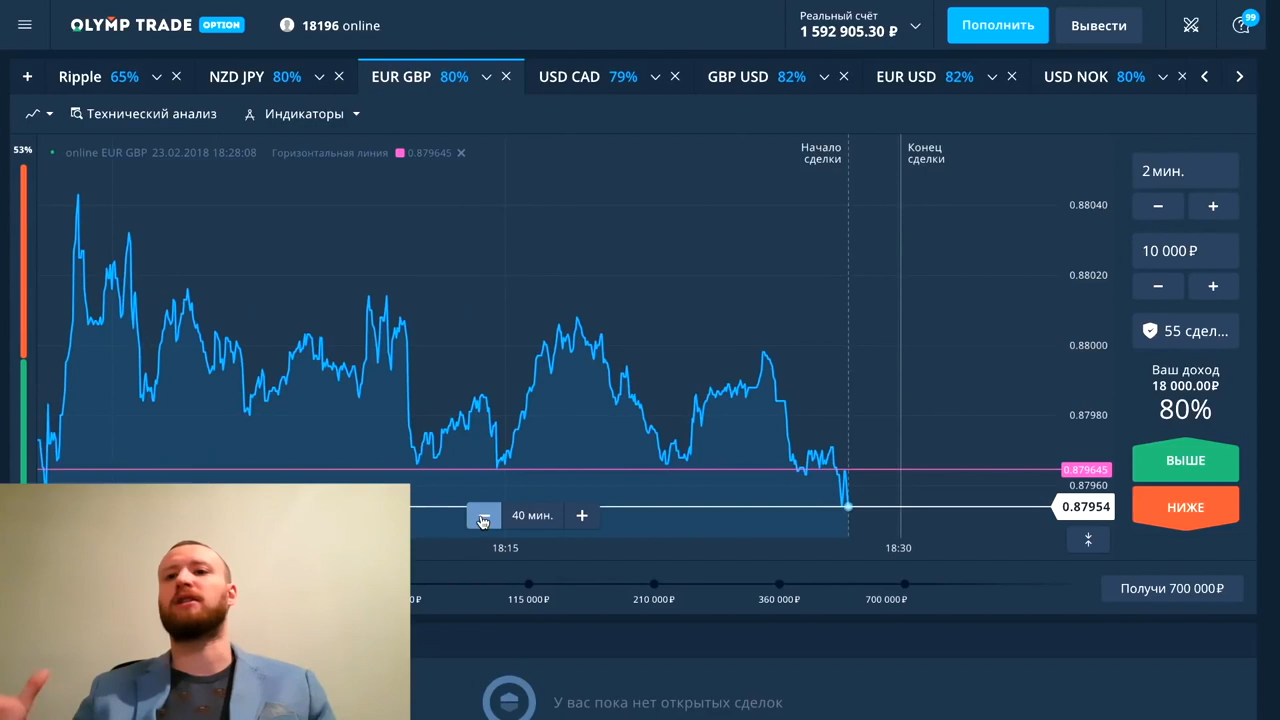 OLYMP TRADE OPTION
18196 online
Реальный счёт
1 592 905.30 ₽
Пополнить
Вывести
99
+ Ripple 65%
NZD JPY 80%
EUR GBP 80%
USD CAD 79%
GBP USD 82%
EUR USD 82%
USD NOK 80%
Технический анализ
Индикаторы
53%
online EUR GBP 23.02.2018 18:28:08
Горизонтальная линия 0.879645
Начало
сделки
Конец
сделки
0.88040
0.88020
0.88000
0.87980
0.879645
0.87960
0.87954
2 мин.
− +
10 000 ₽
− +
55 сдел...
Ваш доход
18 000.00₽
80%
ВЫШЕ
НИЖЕ
− 40 мин. +
18:15
18:30
0₽
115 000₽
210 000₽
360 000₽
700 000₽
Получи 700 000₽
У вас пока нет открытых сделок